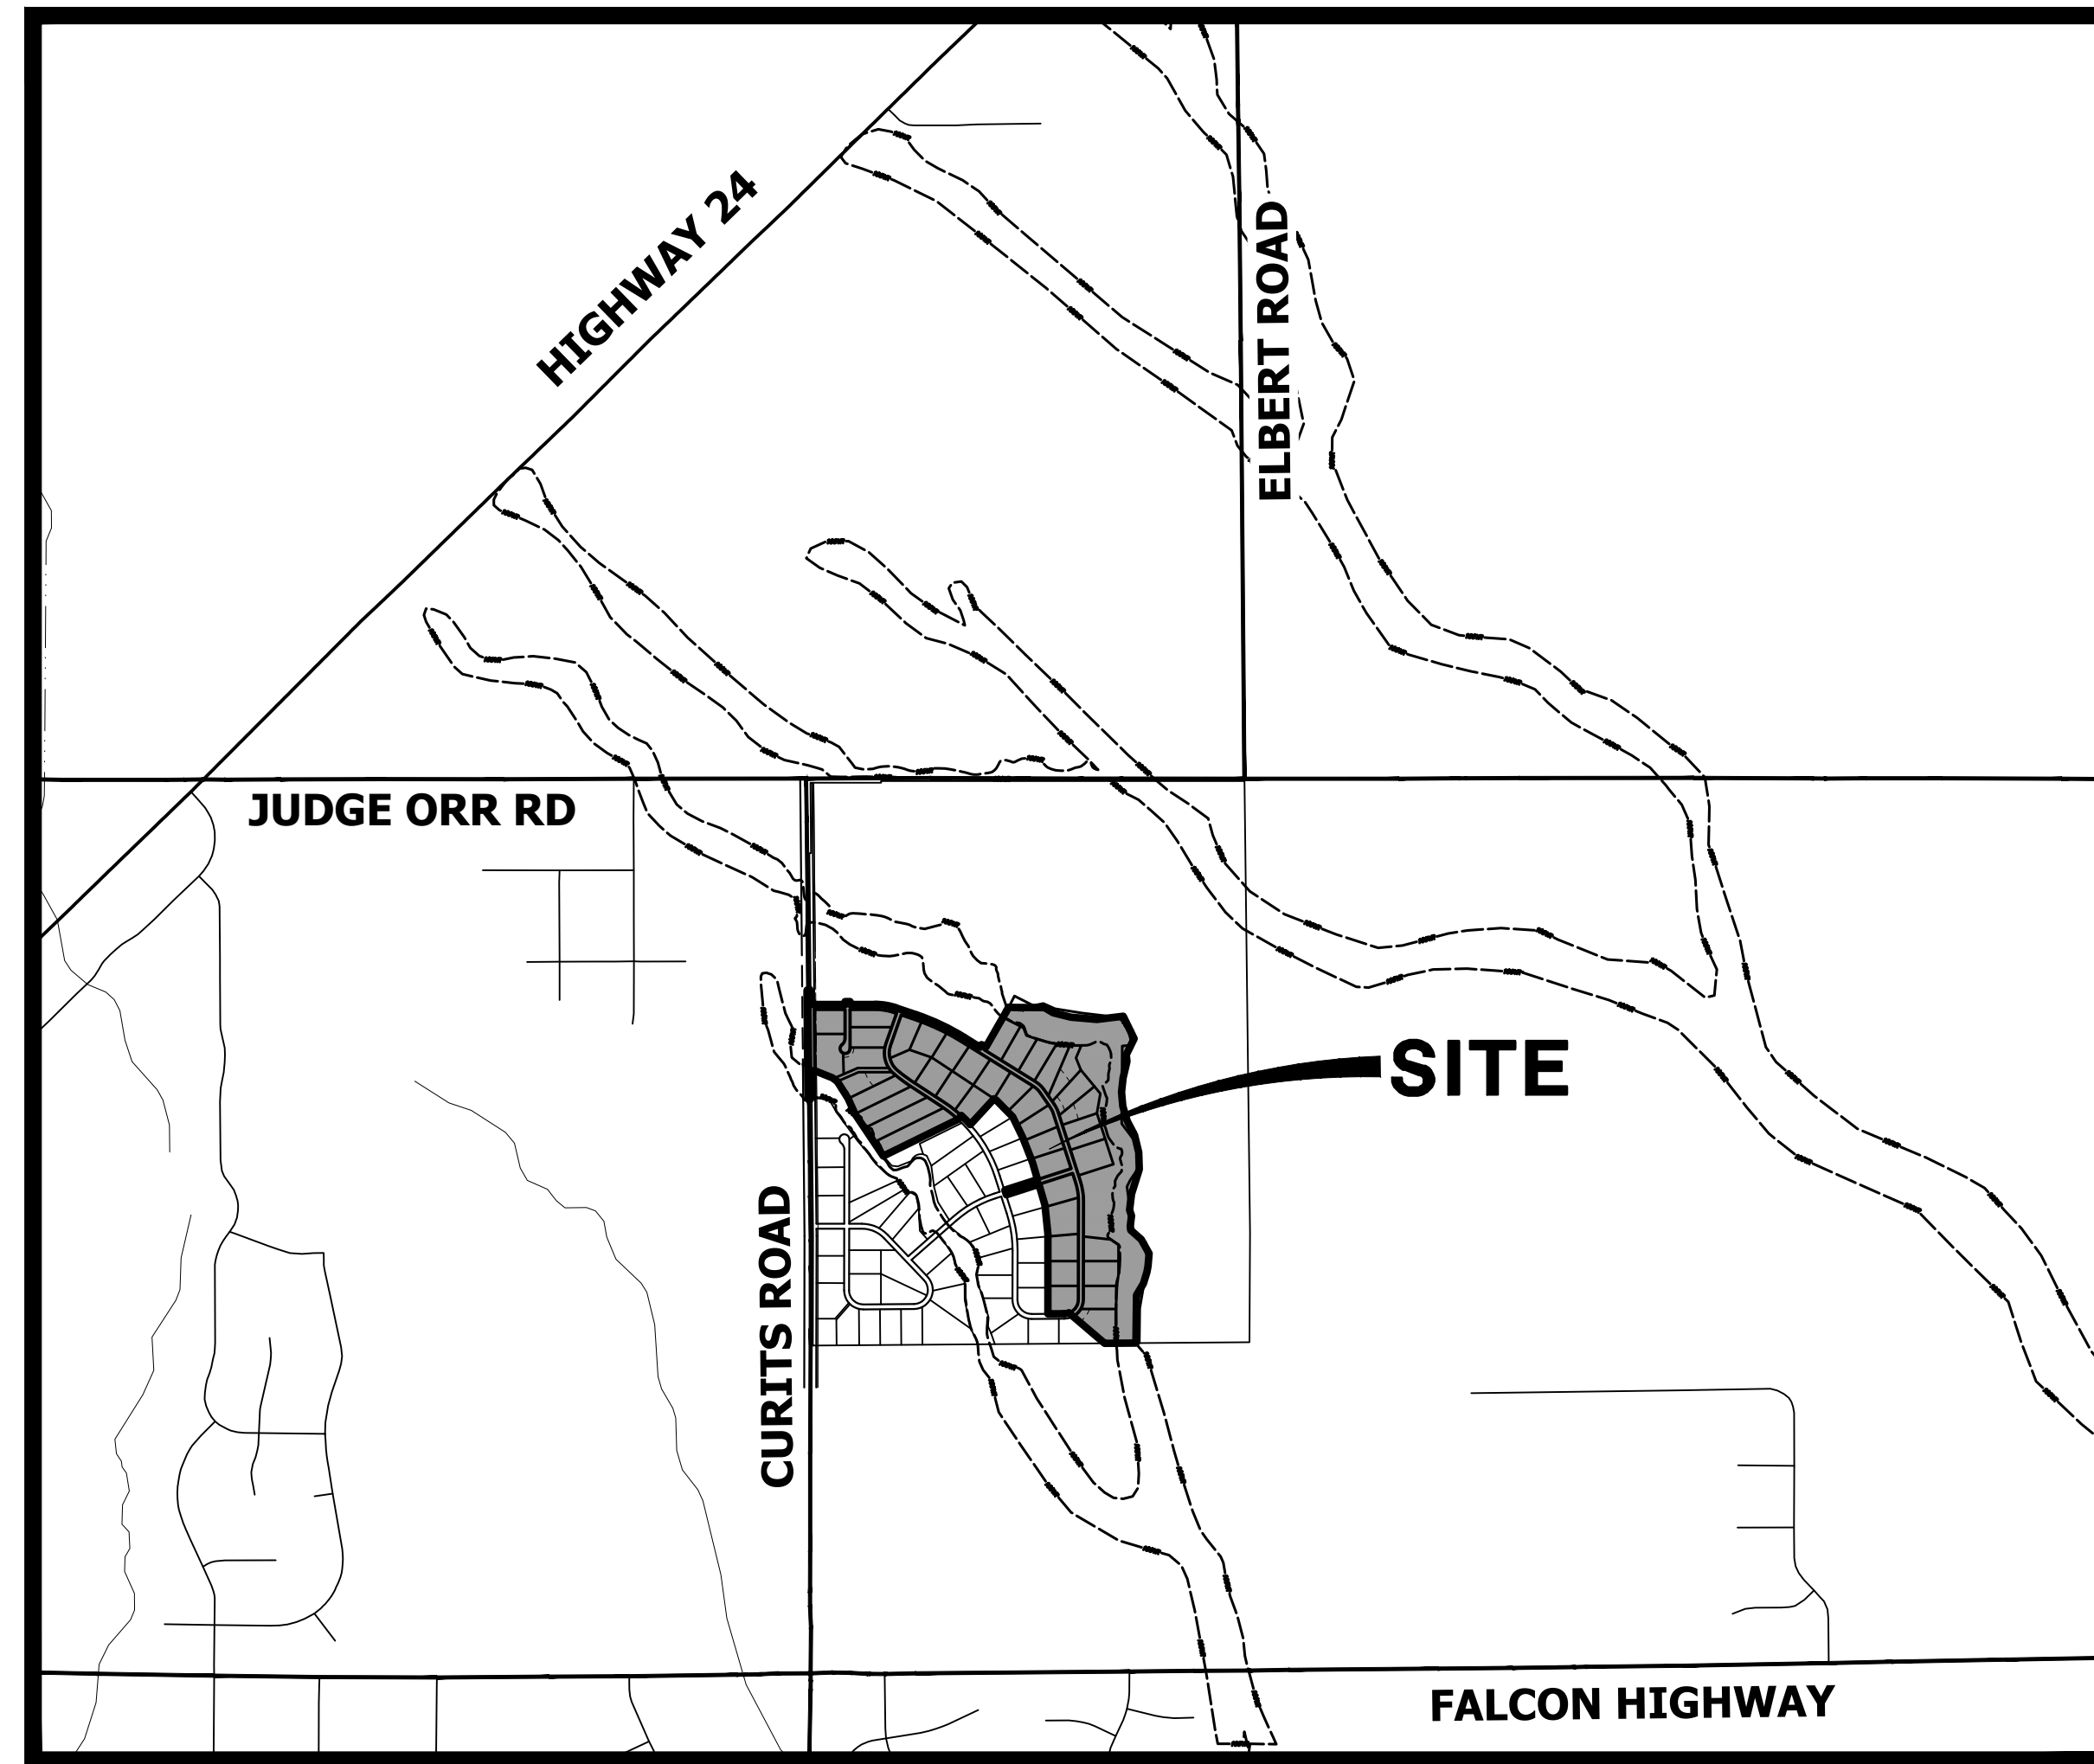 HIGHWAY 24
ELBERT ROAD
JUDGE ORR RD
SITE
CURITS ROAD
FALCON HIGHWAY